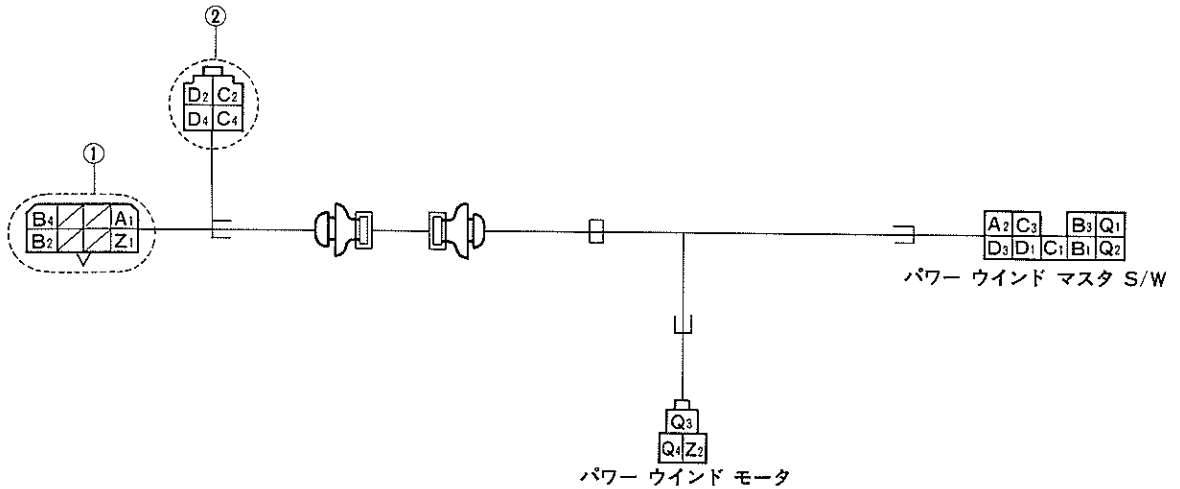 ②
D2 C2
D4 C4
①
B4 A1
B2 Z1
A2 C3 B3 Q1
D3 D1 C1 B1 Q2
パワー ウインド マスタ S/W
Q3
Q4 Z2
パワー ウインド モータ